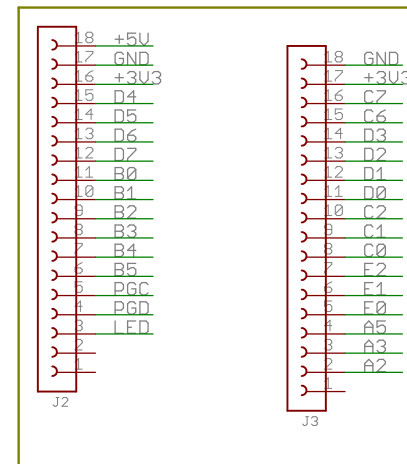 18 +5V
17 GND
16 +3V3
15 D4
14 D5
13 D6
12 D7
11 B0
10 B1
9 B2
8 B3
7 B4
6 B5
5 PGC
4 PGD
3 LED
2
1
J2
18 GND
17 +3V3
16 C7
15 C6
14 D3
13 D2
12 D1
11 D0
10 C2
9 C1
8 C0
7 E2
6 E1
5 E0
4 A5
3 A3
2 A2
1
J3